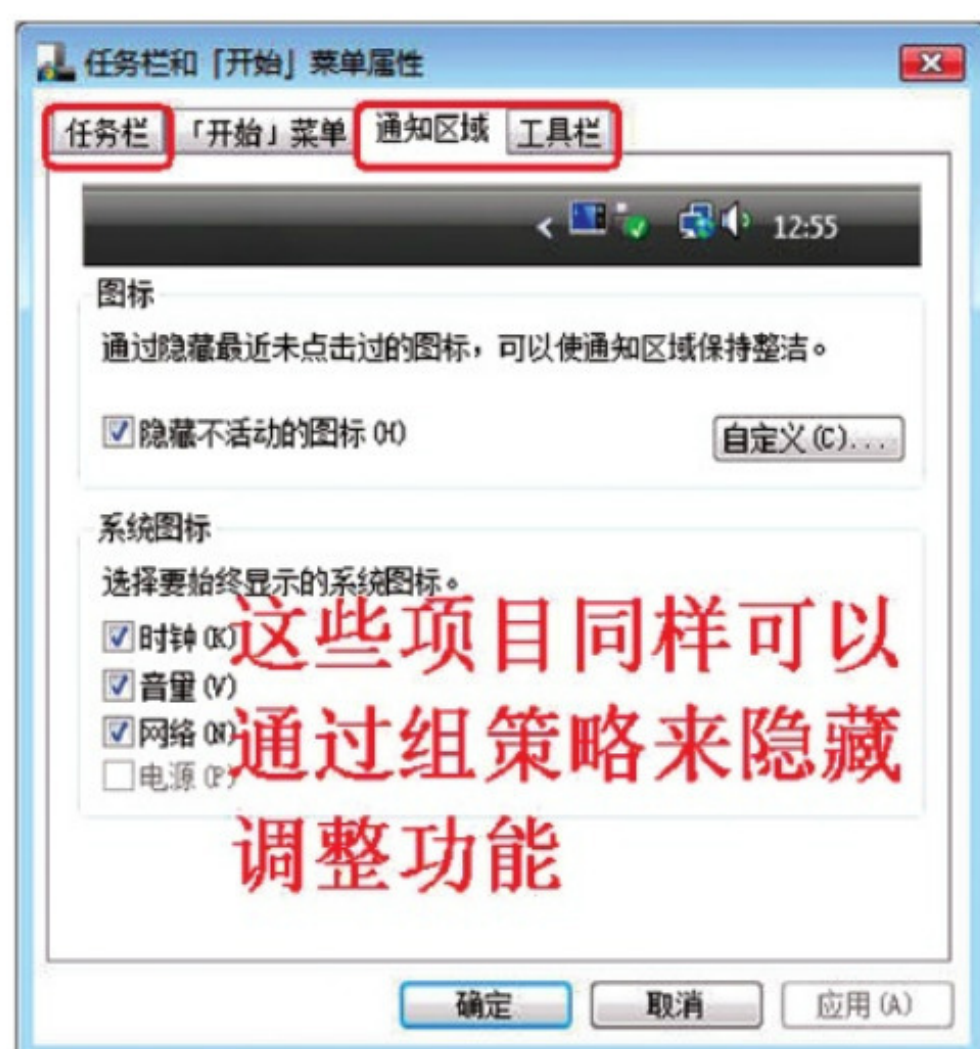 任务栏和「开始」菜单属性
任务栏 「开始」菜单 通知区域 工具栏
< 12:55
图标
通过隐藏最近未点击过的图标，可以使通知区域保持整洁。
隐藏不活动的图标(H)
自定义(C)...
系统图标
选择要始终显示的系统图标。
时钟(K)
音量(V)
网络(N)
电源(P)
这些项目同样可以
通过组策略来隐藏
调整功能
确定 取消 应用(A)